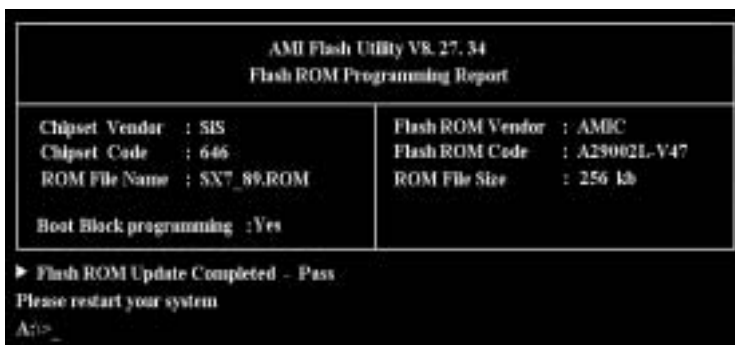 AMI Flash Utility V8. 27. 34
Flash ROM Programming Report
Chipset Vendor : SiS
Chipset Code : 646
ROM File Name : SX7_89.ROM
Boot Block programming :Yes
Flash ROM Vendor : AMIC
Flash ROM Code : A29002L-V47
ROM File Size : 256 kb
▶ Flash ROM Update Completed - Pass
Please restart your system
A:\>_